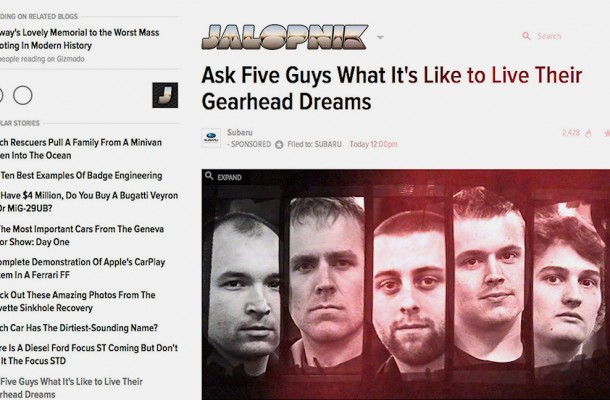 DING ON RELATED BLOGS
way's Lovely Memorial to the Worst Mass
oting In Modern History
people reading on Gizmodo
LAR STORIES
ch Rescuers Pull A Family From A Minivan
en Into The Ocean
Ten Best Examples Of Badge Engineering
Have $4 Million, Do You Buy A Bugatti Veyron
Or MiG-29UB?
The Most Important Cars From The Geneva
or Show: Day One
omplete Demonstration Of Apple's CarPlay
tem In A Ferrari FF
ck Out These Amazing Photos From The
vette Sinkhole Recovery
ch Car Has The Dirtiest-Sounding Name?
re Is A Diesel Ford Focus ST Coming But Don't
It The Focus STD
Five Guys What It's Like to Live Their
rhead Dreams
J
JALOPNIK
Search
Ask Five Guys What It's Like to Live Their
Gearhead Dreams
SUBARU
Subaru
- SPONSORED Filed to: SUBARU Today 12:00pm
2,428
EXPAND